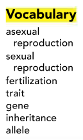 Vocabulary
asexual
reproduction
sexual
reproduction
fertilization
trait
gene
inheritance
allele